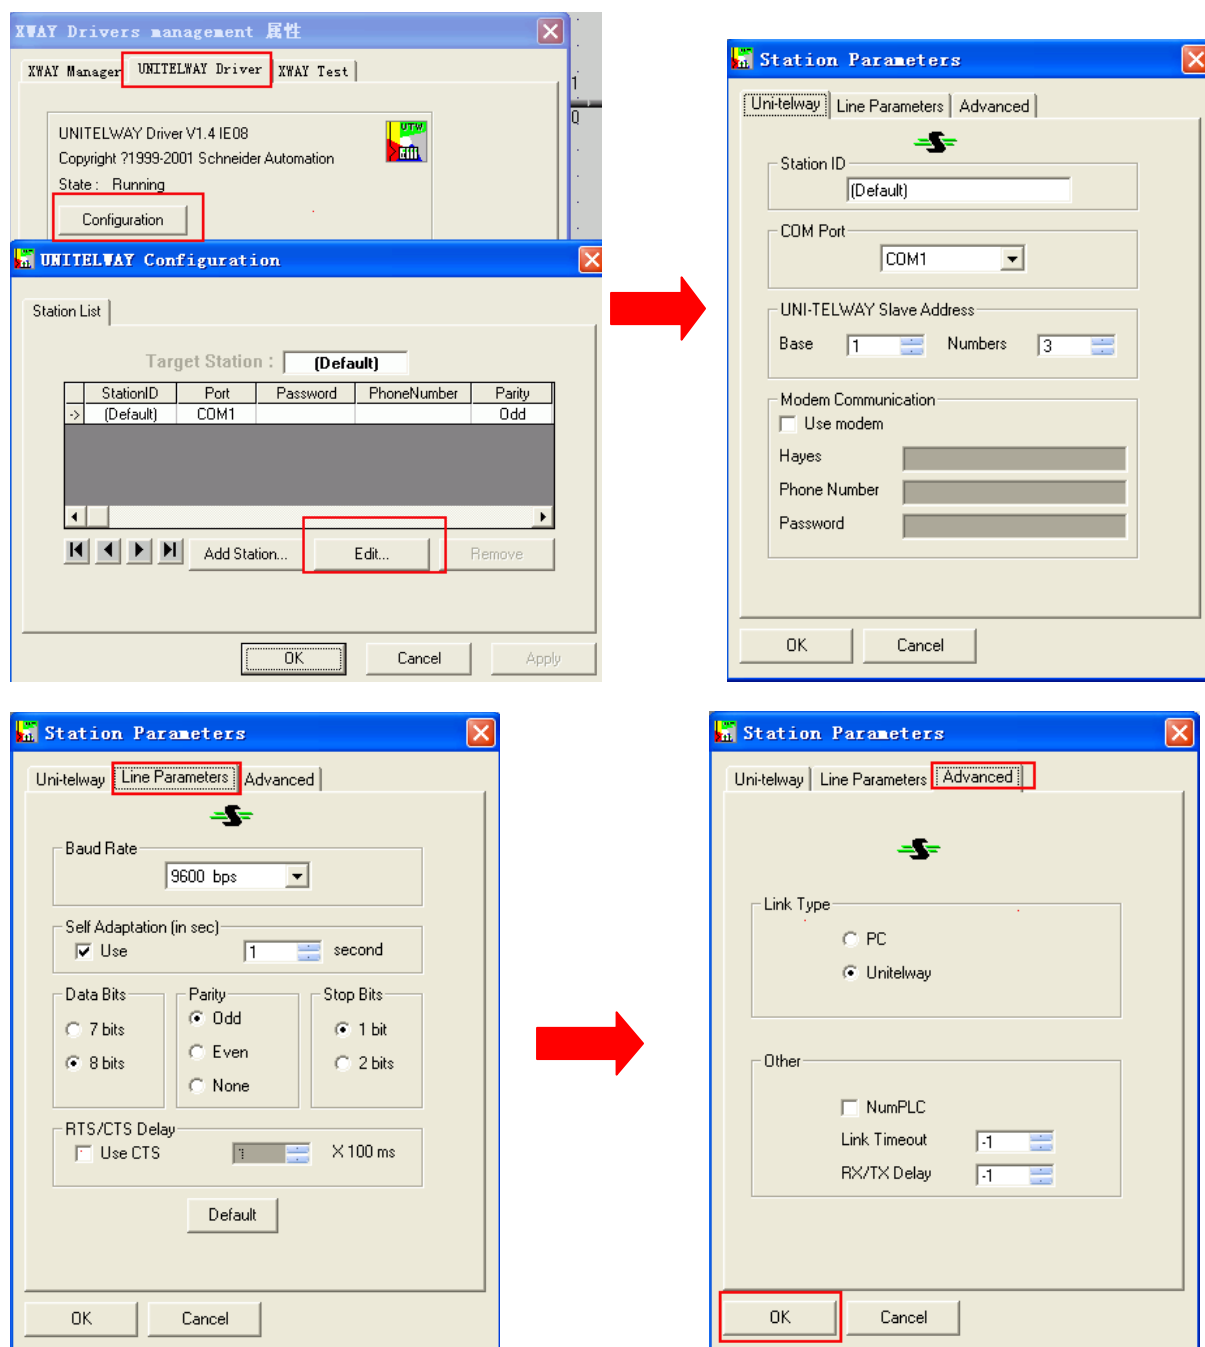 XWAY Drivers management 属性
XWAY Manager UNITELWAY Driver XWAY Test
UNITELWAY Driver V1.4 IE08
Copyright ?1999-2001 Schneider Automation
State : Running
Configuration
UNITELWAY Configuration
Station List
Target Station : (Default)
StationID Port Password PhoneNumber Parity
-> (Default) COM1 Odd
Add Station... Edit... Remove
OK Cancel Apply
Station Parameters
Uni-telway Line Parameters Advanced
Station ID
(Default)
COM Port
COM1
UNI-TELWAY Slave Address
Base 1 Numbers 3
Modem Communication
Use modem
Hayes
Phone Number
Password
OK Cancel
Station Parameters
Uni-telway Line Parameters Advanced
Baud Rate
9600 bps
Self Adaptation (in sec)
Use 1 second
Data Bits Parity Stop Bits
7 bits Odd 1 bit
8 bits Even 2 bits
None
RTS/CTS Delay
Use CTS 1 X 100 ms
Default
OK Cancel
Station Parameters
Uni-telway Line Parameters Advanced
Link Type
PC
Unitelway
Other
NumPLC
Link Timeout -1
RX/TX Delay -1
OK Cancel